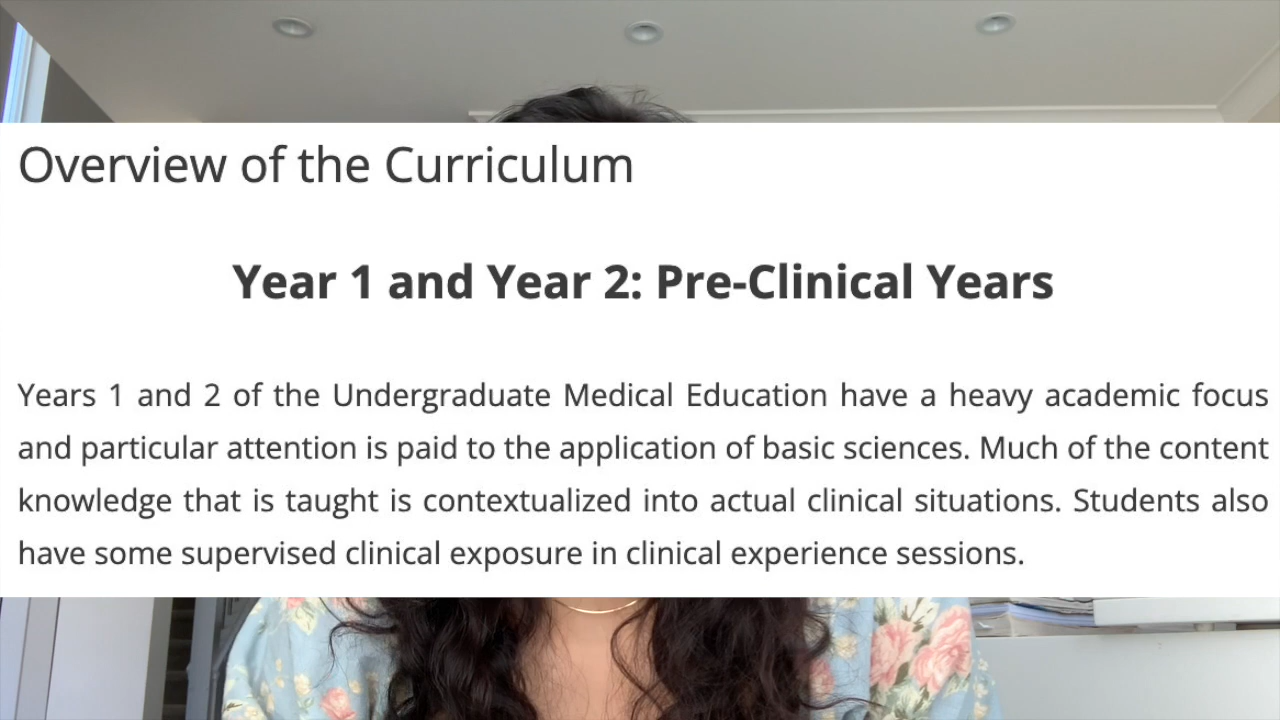 Overview of the Curriculum
Year 1 and Year 2: Pre-Clinical Years
Years 1 and 2 of the Undergraduate Medical Education have a heavy academic focus
and particular attention is paid to the application of basic sciences. Much of the content
knowledge that is taught is contextualized into actual clinical situations. Students also
have some supervised clinical exposure in clinical experience sessions.